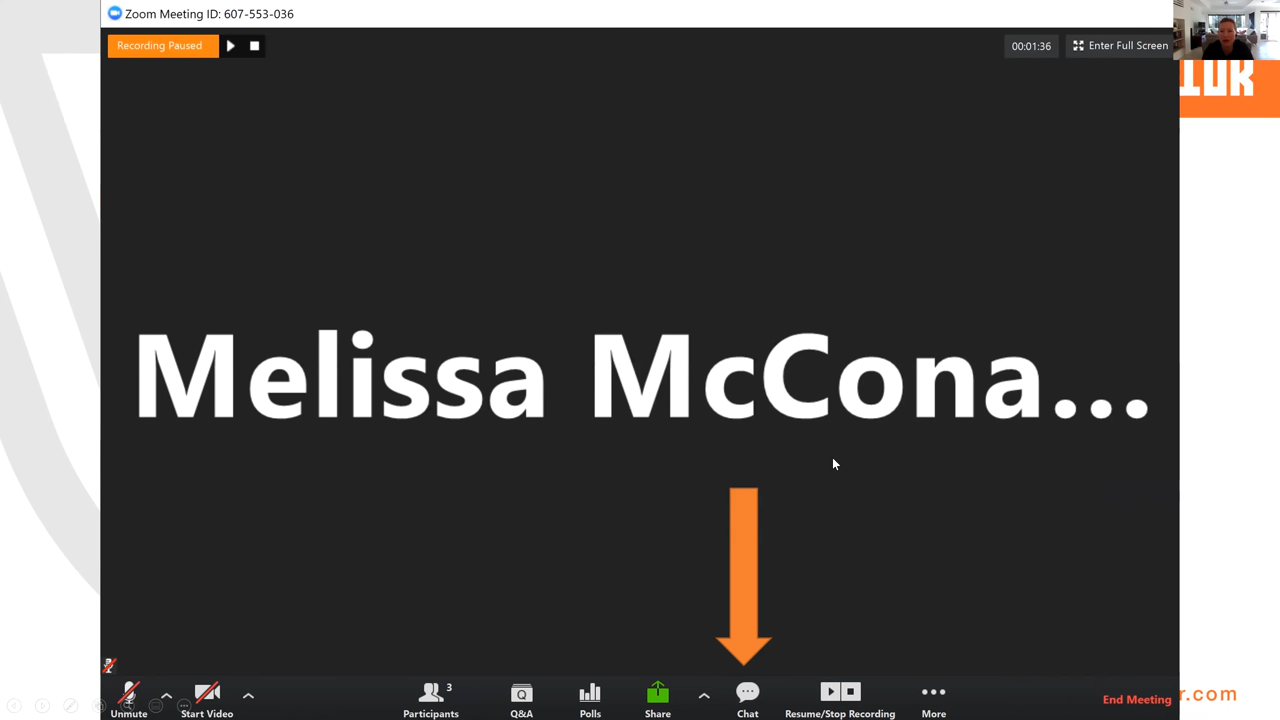 Zoom Meeting ID: 607-553-036
Recording Paused
00:01:36
Enter Full Screen
Melissa McCona...
3
Unmute
Start Video
Participants
Q&A
Polls
Share
Chat
Resume/Stop Recording
More
End Meeting
r.com